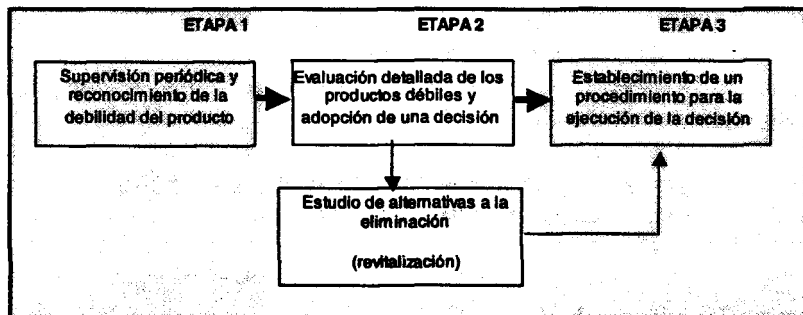 ETAPA 1
ETAPA 2
ETAPA 3
Supervisión periódica y
reconocimiento de la
debilidad del producto
Evaluación detallada de los
productos débiles y
adopción de una decisión
Establecimiento de un
procedimiento para la
ejecución de la decisión
Estudio de alternativas a la
eliminación
(revitalización)